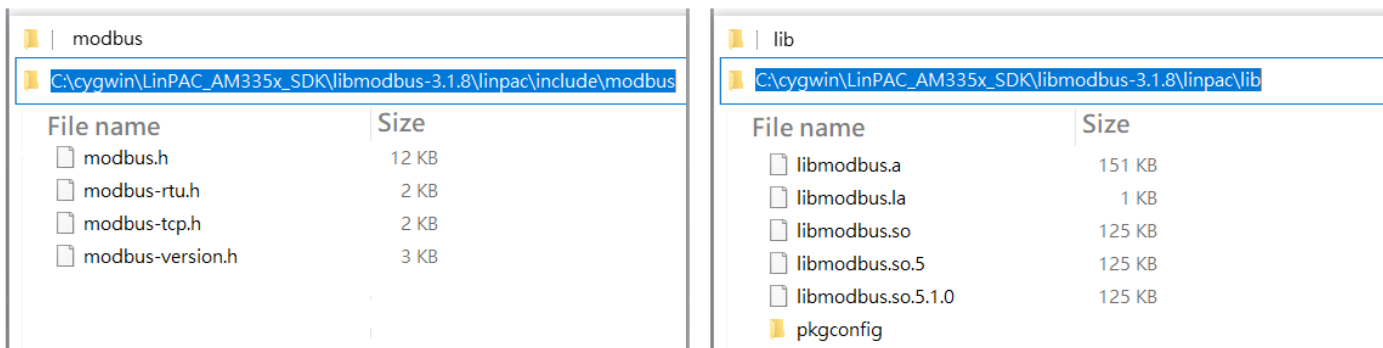 modbus
C:\cygwin\LinPAC_AM335x_SDK\libmodbus-3.1.8\linpac\include\modbus
File name Size
modbus.h 12 KB
modbus-rtu.h 2 KB
modbus-tcp.h 2 KB
modbus-version.h 3 KB
lib
C:\cygwin\LinPAC_AM335x_SDK\libmodbus-3.1.8\linpac\lib
File name Size
libmodbus.a 151 KB
libmodbus.la 1 KB
libmodbus.so 125 KB
libmodbus.so.5 125 KB
libmodbus.so.5.1.0 125 KB
pkgconfig